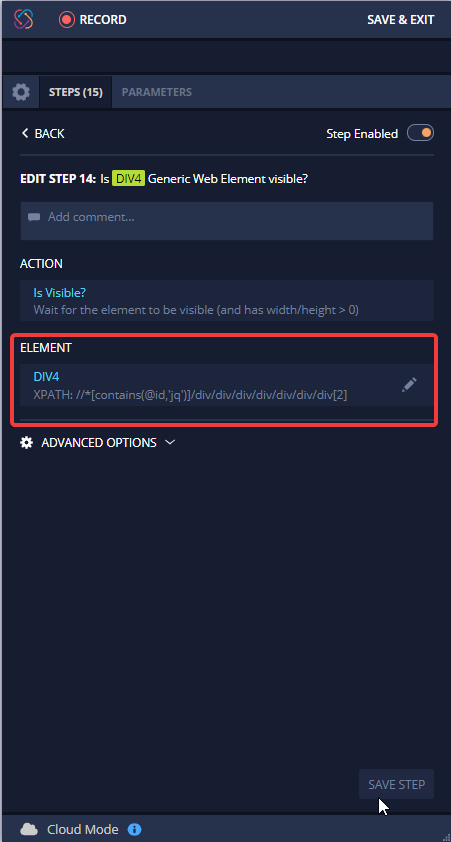 RECORD
SAVE & EXIT
STEPS (15)
PARAMETERS
BACK
Step Enabled
EDIT STEP 14: Is DIV4 Generic Web Element visible?
Add comment...
ACTION
Is Visible?
Wait for the element to be visible (and has width/height > 0)
ELEMENT
DIV4
XPATH: //*[contains(@id,'jq')]/div/div/div/div/div/div/div[2]
ADVANCED OPTIONS
SAVE STEP
Cloud Mode